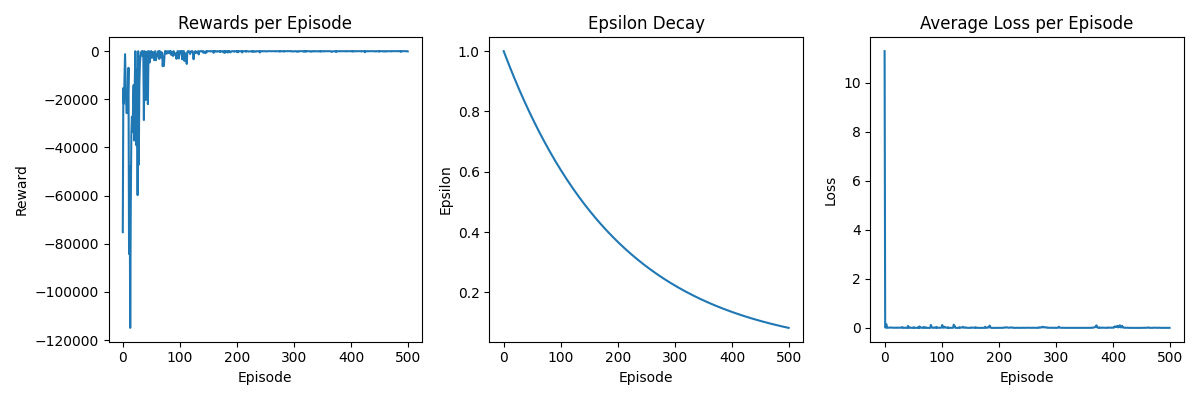 Rewards per Episode
Reward
0
−20000
−40000
−60000
−80000
−100000
−120000
0 100 200 300 400 500
Episode
Epsilon Decay
Epsilon
1.0
0.8
0.6
0.4
0.2
0 100 200 300 400 500
Episode
Average Loss per Episode
Loss
10
8
6
4
2
0
0 100 200 300 400 500
Episode